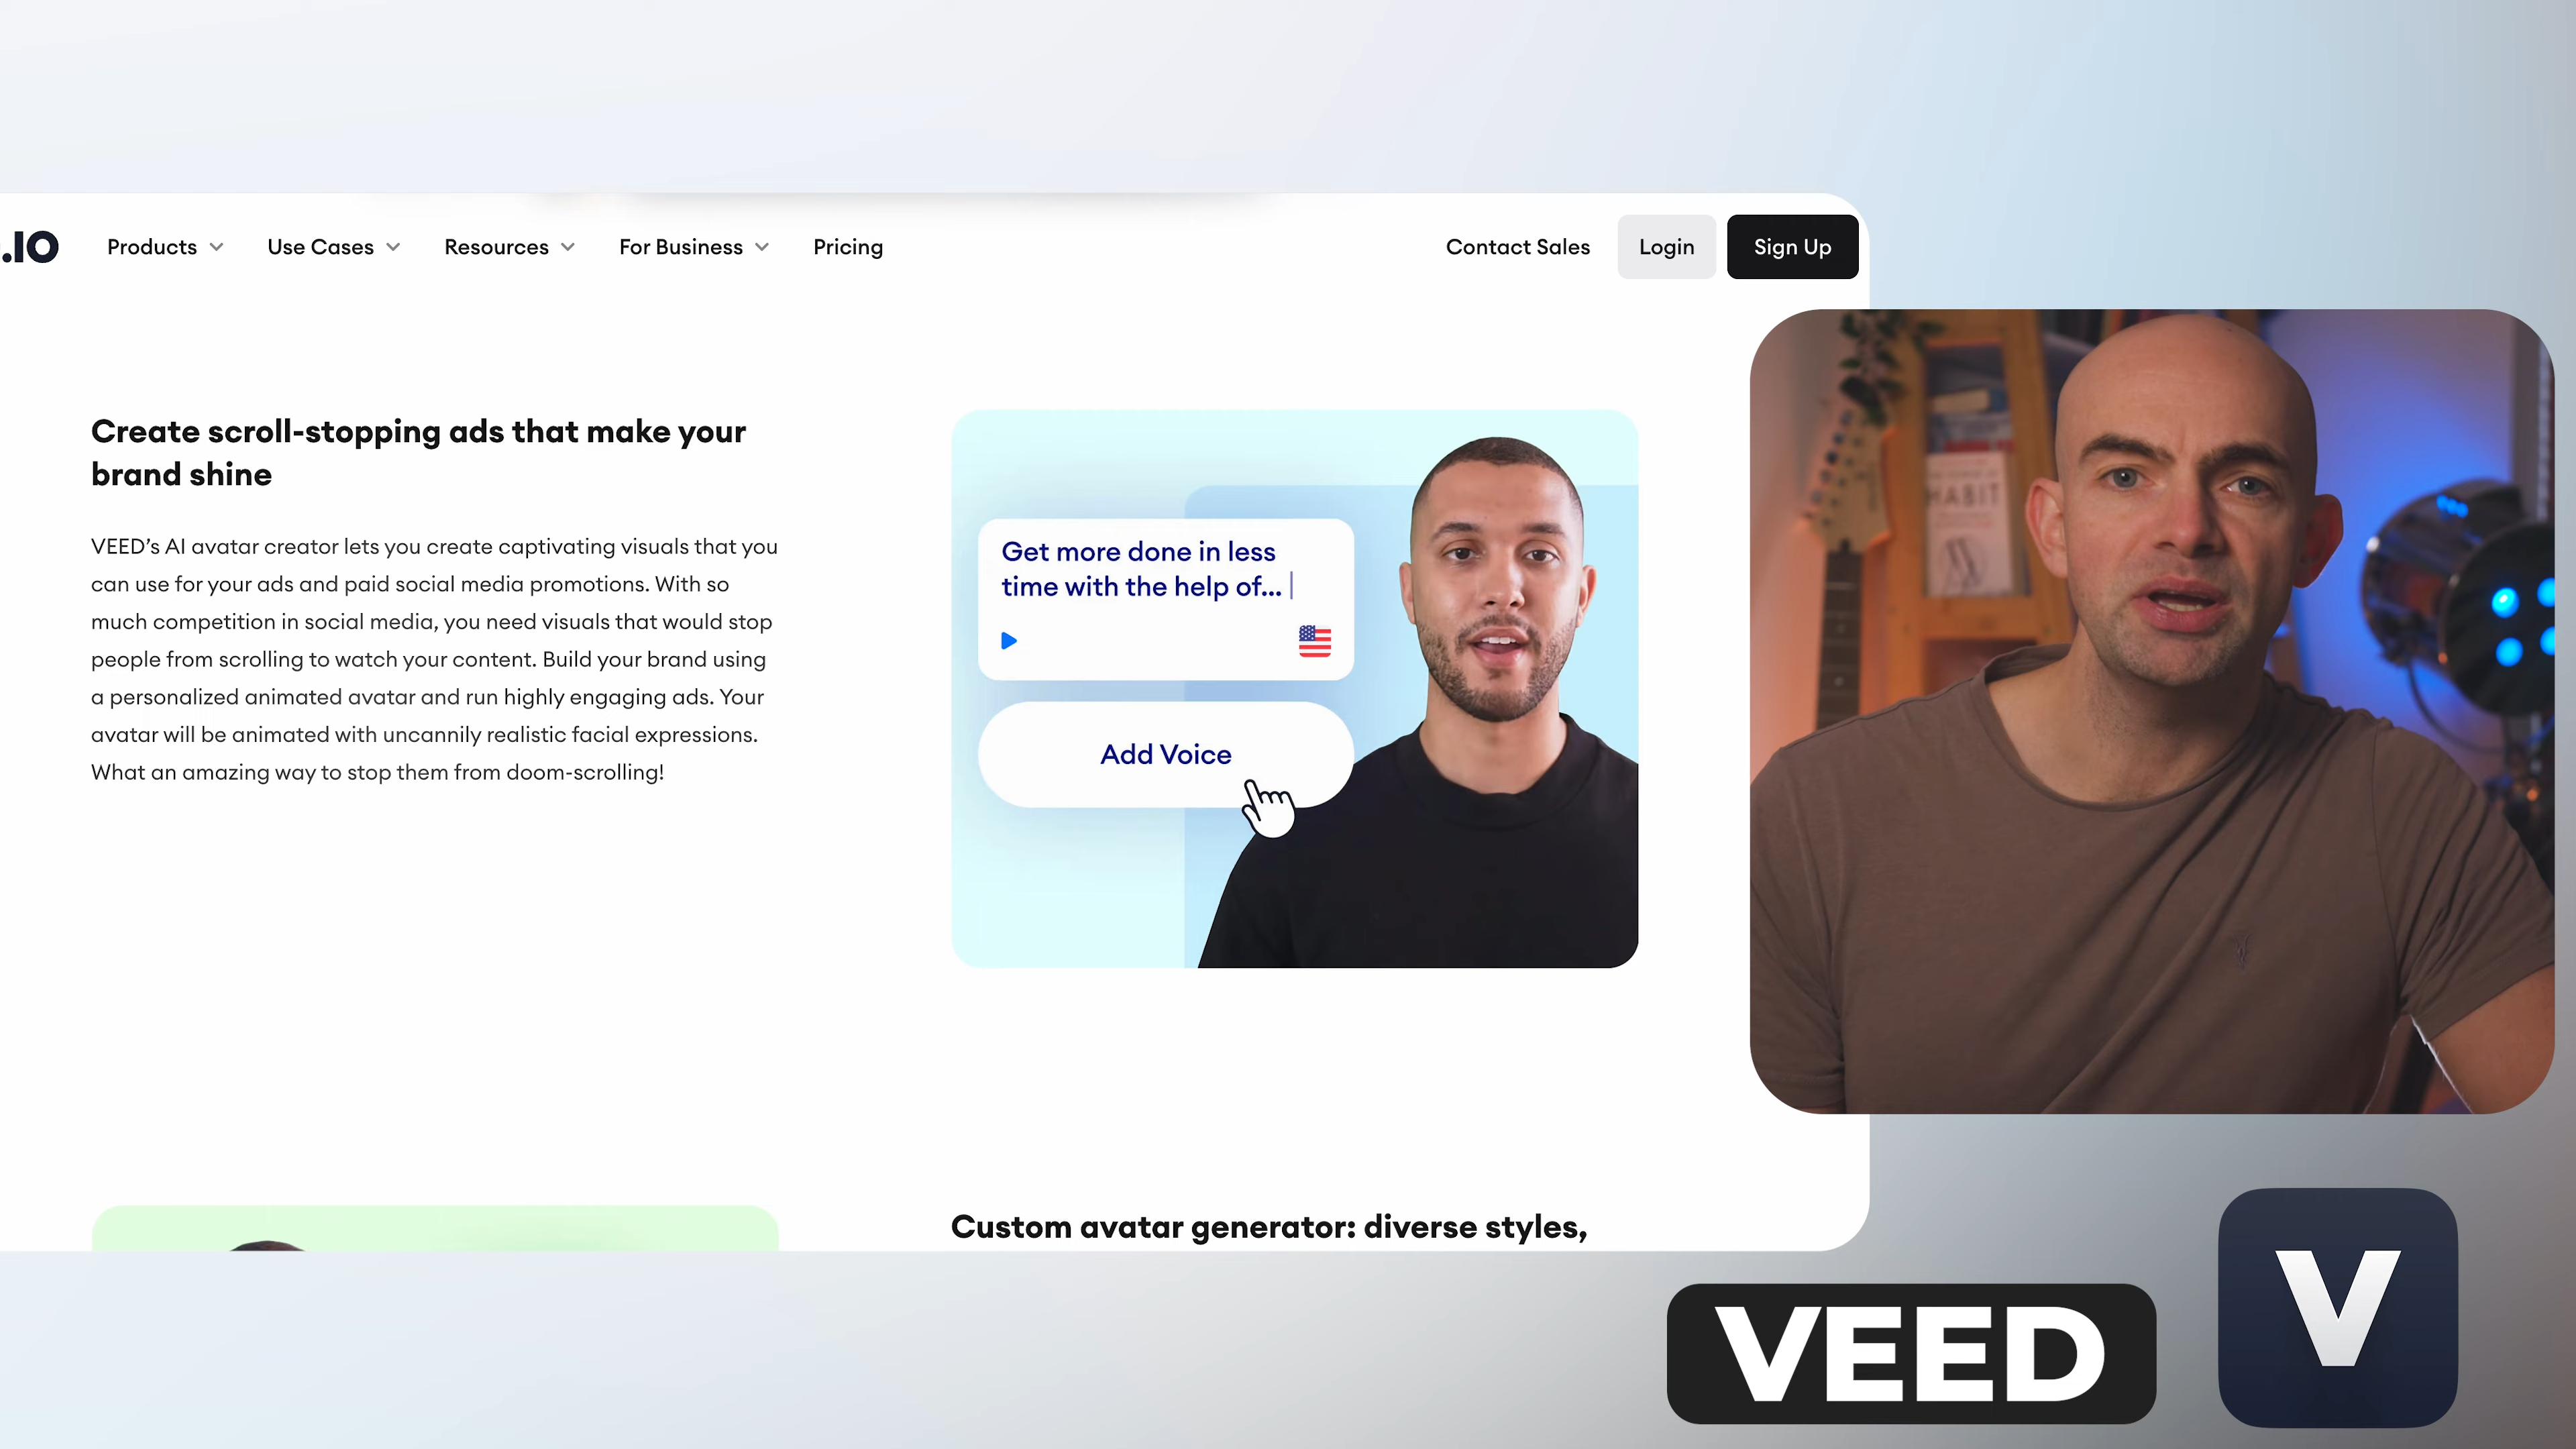 .IO
Products
Use Cases
Resources
For Business
Pricing
Contact Sales
Login
Sign Up
Create scroll-stopping ads that make your
brand shine
VEED’s AI avatar creator lets you create captivating visuals that you
can use for your ads and paid social media promotions. With so
much competition in social media, you need visuals that would stop
people from scrolling to watch your content. Build your brand using
a personalized animated avatar and run highly engaging ads. Your
avatar will be animated with uncannily realistic facial expressions.
What an amazing way to stop them from doom-scrolling!
Get more done in less
time with the help of...
Add Voice
HABIT
Custom avatar generator: diverse styles,
VEED
V